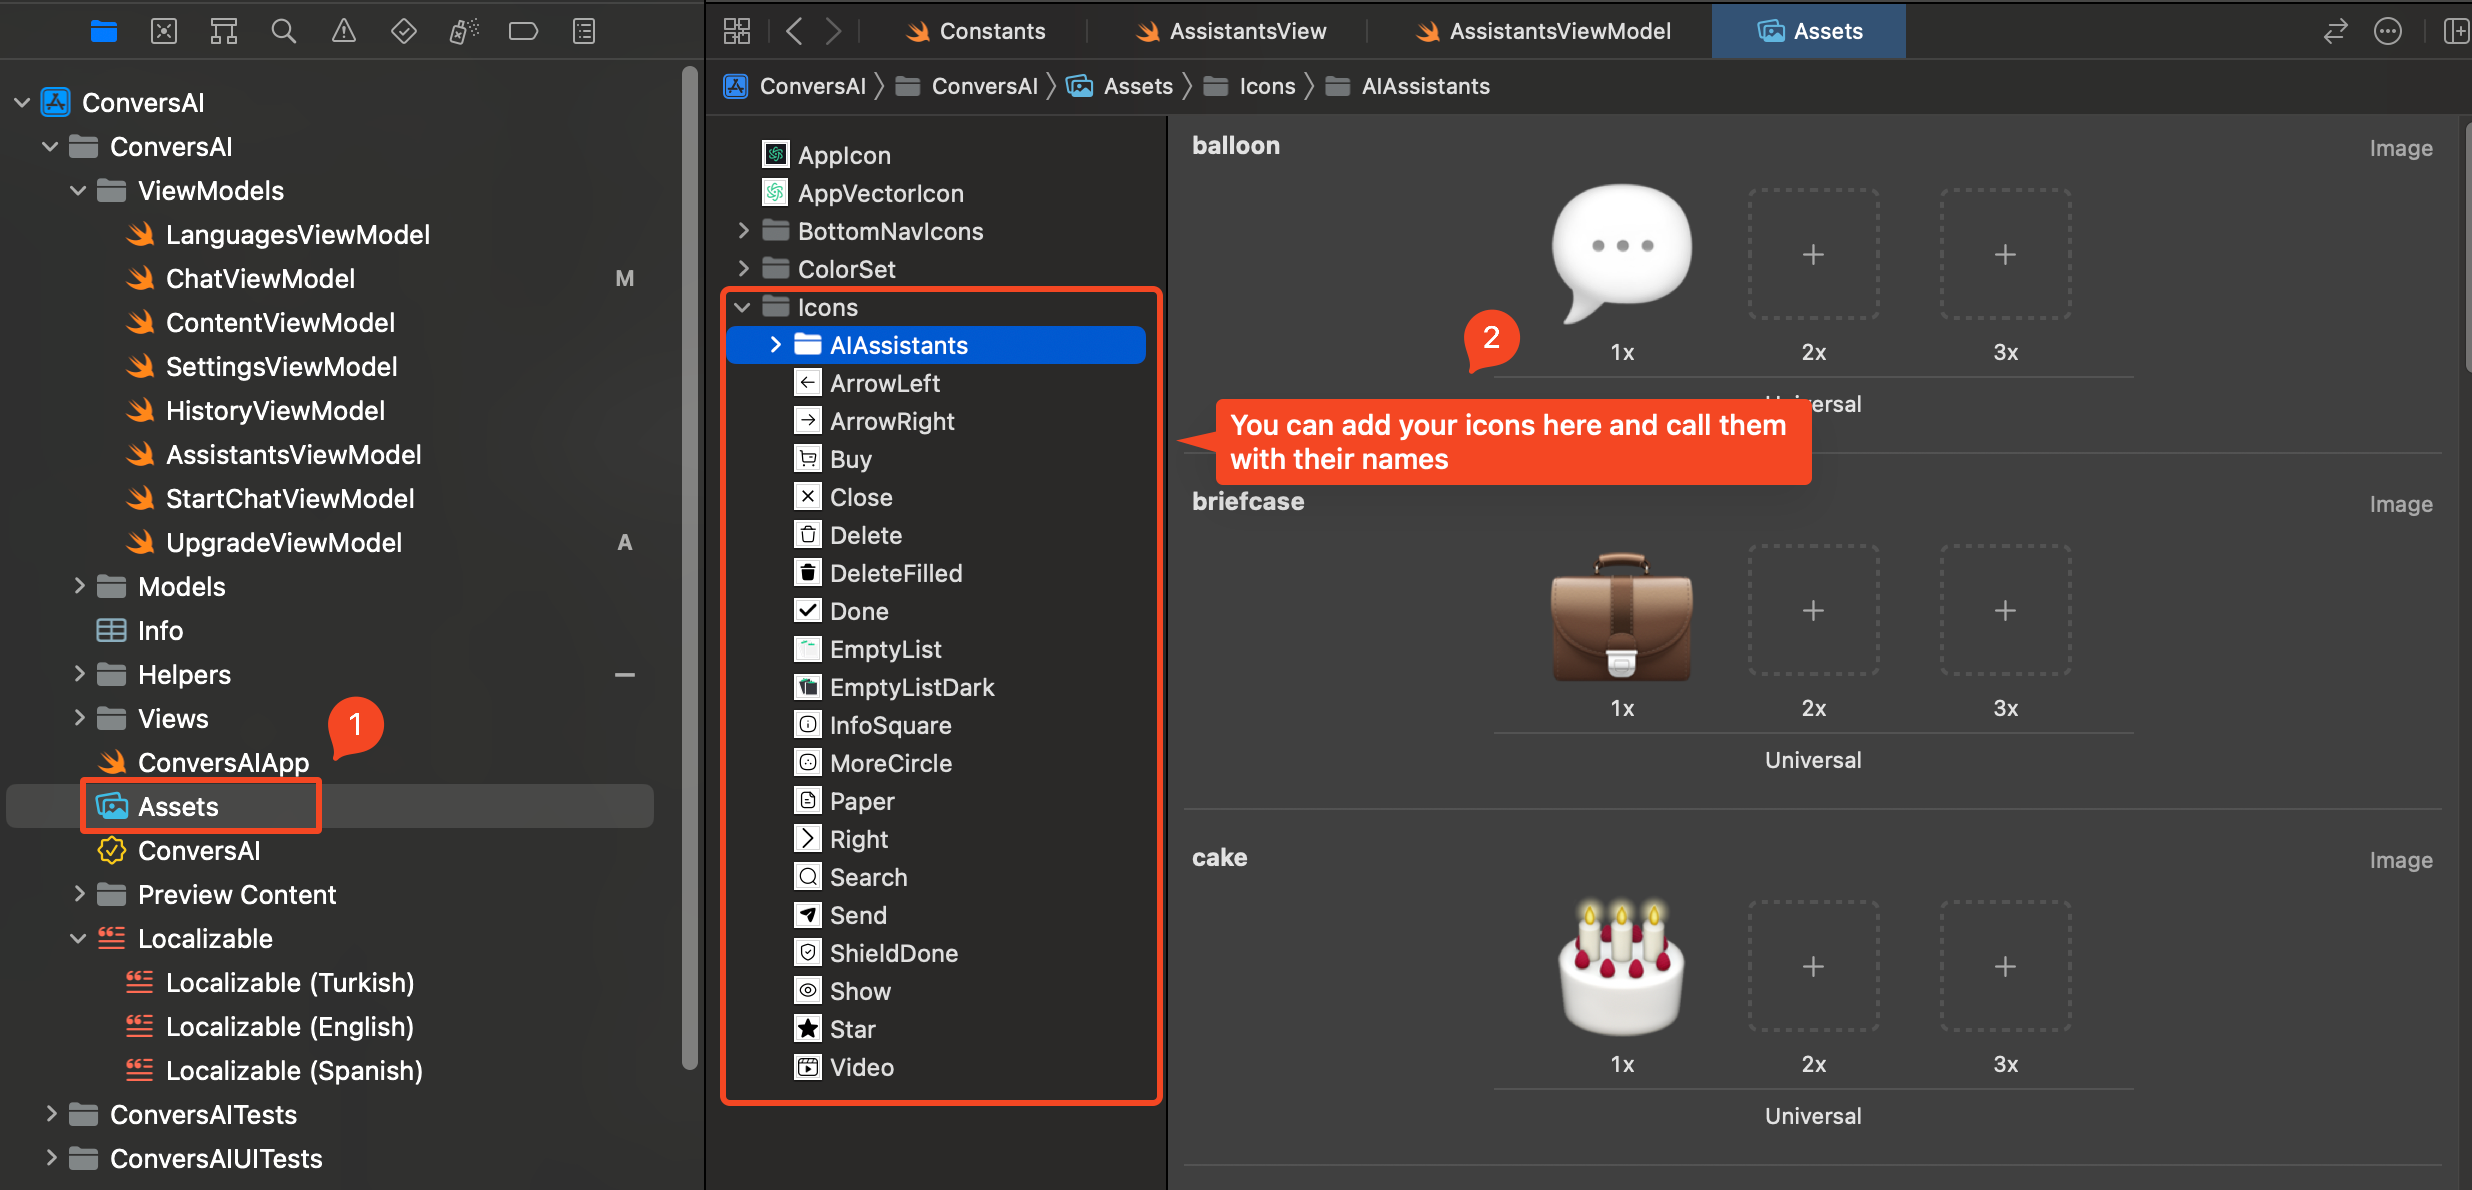 Constants
AssistantsView
AssistantsViewModel
Assets
ConversAI
ConversAI
Assets
Icons
AIAssistants
ConversAI
ConversAI
ViewModels
LanguagesViewModel
ChatViewModel
M
ContentViewModel
SettingsViewModel
HistoryViewModel
AssistantsViewModel
StartChatViewModel
UpgradeViewModel
A
Models
Info
Helpers
Views
1
ConversAIApp
Assets
ConversAI
Preview Content
Localizable
Localizable (Turkish)
Localizable (English)
Localizable (Spanish)
ConversAITests
ConversAIUITests
AppIcon
AppVectorIcon
BottomNavIcons
ColorSet
Icons
AIAssistants
ArrowLeft
ArrowRight
Buy
Close
Delete
DeleteFilled
Done
EmptyList
EmptyListDark
InfoSquare
MoreCircle
Paper
Right
Search
Send
ShieldDone
Show
Star
Video
balloon
Image
1x
2x
3x
2
You can add your icons here and call them
with their names
briefcase
Image
1x
2x
3x
Universal
cake
Image
1x
2x
3x
Universal